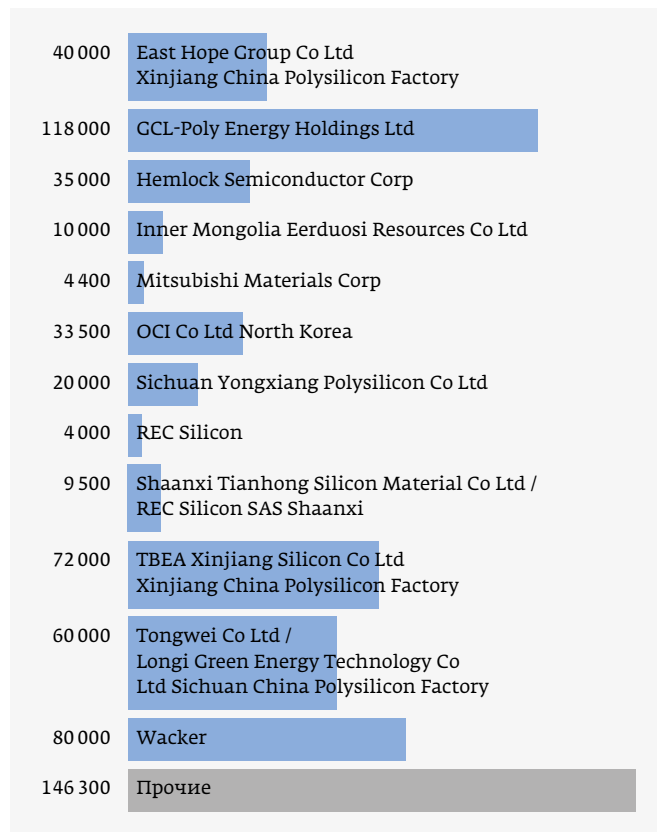 40 000 East Hope Group Co Ltd
Xinjiang China Polysilicon Factory
118 000 GCL-Poly Energy Holdings Ltd
35 000 Hemlock Semiconductor Corp
10 000 Inner Mongolia Eerduosi Resources Co Ltd
4 400 Mitsubishi Materials Corp
33 500 OCI Co Ltd North Korea
20 000 Sichuan Yongxiang Polysilicon Co Ltd
4 000 REC Silicon
9 500 Shaanxi Tianhong Silicon Material Co Ltd /
REC Silicon SAS Shaanxi
72 000 TBEA Xinjiang Silicon Co Ltd
Xinjiang China Polysilicon Factory
60 000 Tongwei Co Ltd /
Longi Green Energy Technology Co
Ltd Sichuan China Polysilicon Factory
80 000 Wacker
146 300 Прочие